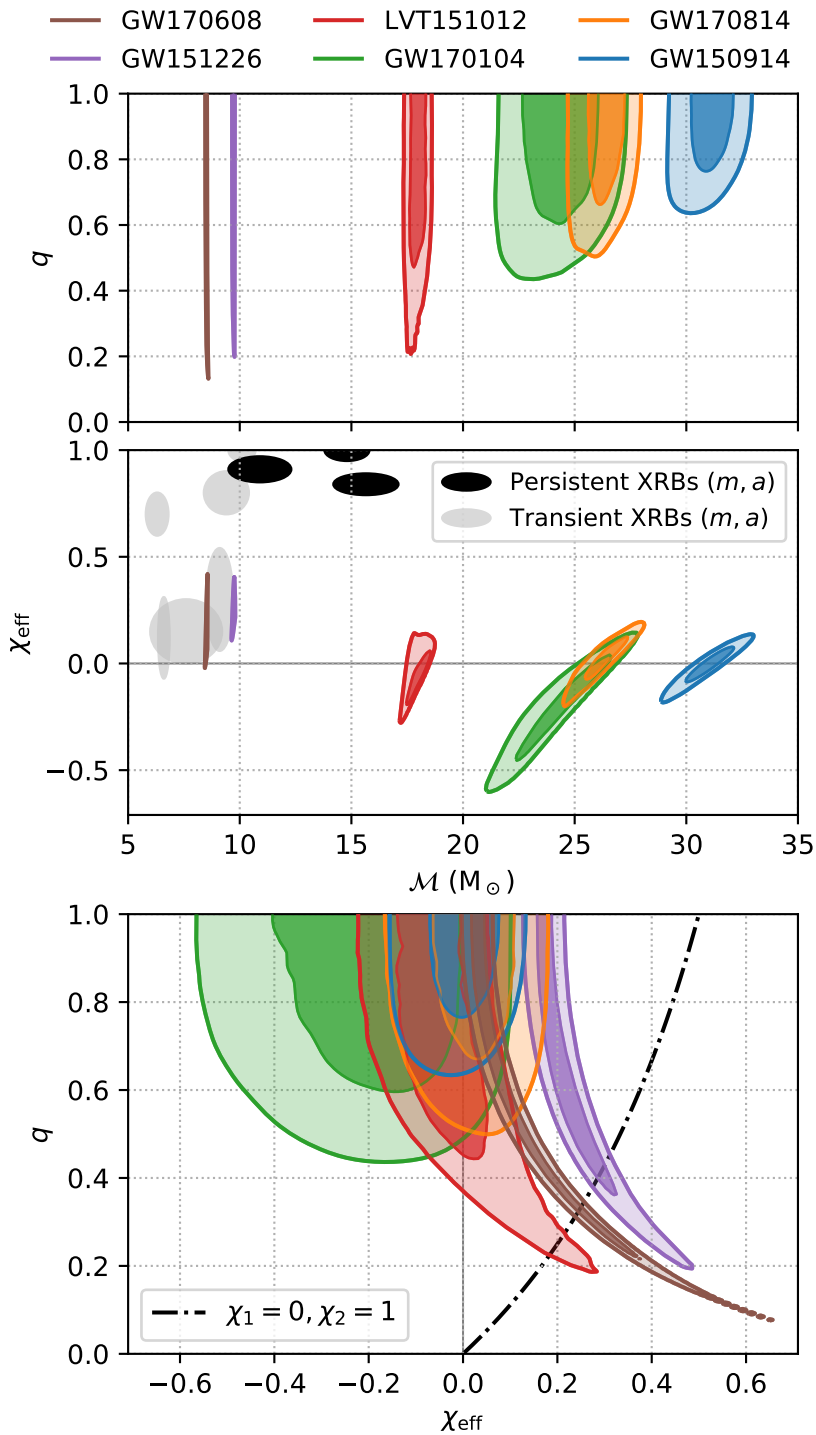 GW170608 LVT151012 GW170814
GW151226 GW170104 GW150914
1.0
0.8
0.6
q
0.4
0.2
0.0
1.0
Persistent XRBs (m, a)
Transient XRBs (m, a)
0.5
χeff
0.0
−0.5
5 10 15 20 25 30 35
ℳ (M⊙)
1.0
0.8
0.6
q
0.4
0.2
χ1 = 0, χ2 = 1
0.0
−0.6 −0.4 −0.2 0.0 0.2 0.4 0.6
χeff